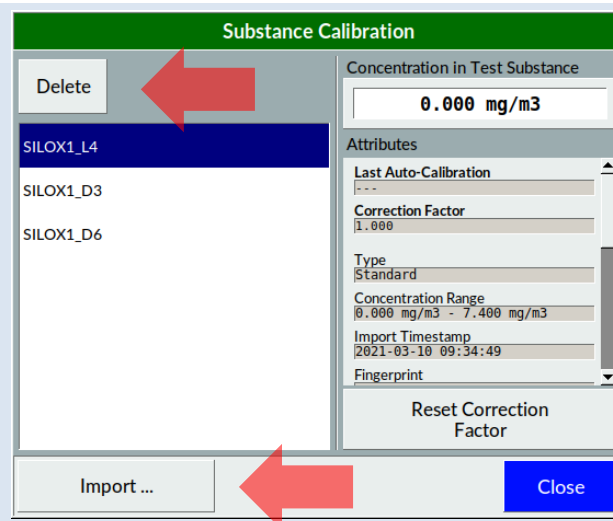 Substance Calibration
Delete
SILOX1_L4
SILOX1_D3
SILOX1_D6
Import ...
Concentration in Test Substance
0.000 mg/m3
Attributes
Last Auto-Calibration
---
Correction Factor
1.000
Type
Standard
Concentration Range
0.000 mg/m3 - 7.400 mg/m3
Import Timestamp
2021-03-10 09:34:49
Fingerprint
Reset Correction
Factor
Close